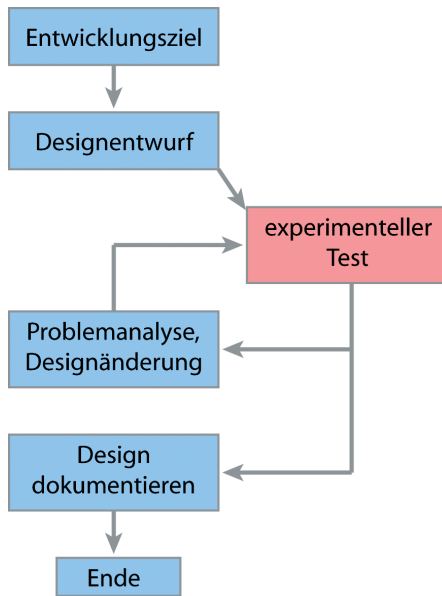 Entwicklungsziel
Designentwurf
experimenteller
Test
Problemanalyse,
Designänderung
Design
dokumentieren
Ende